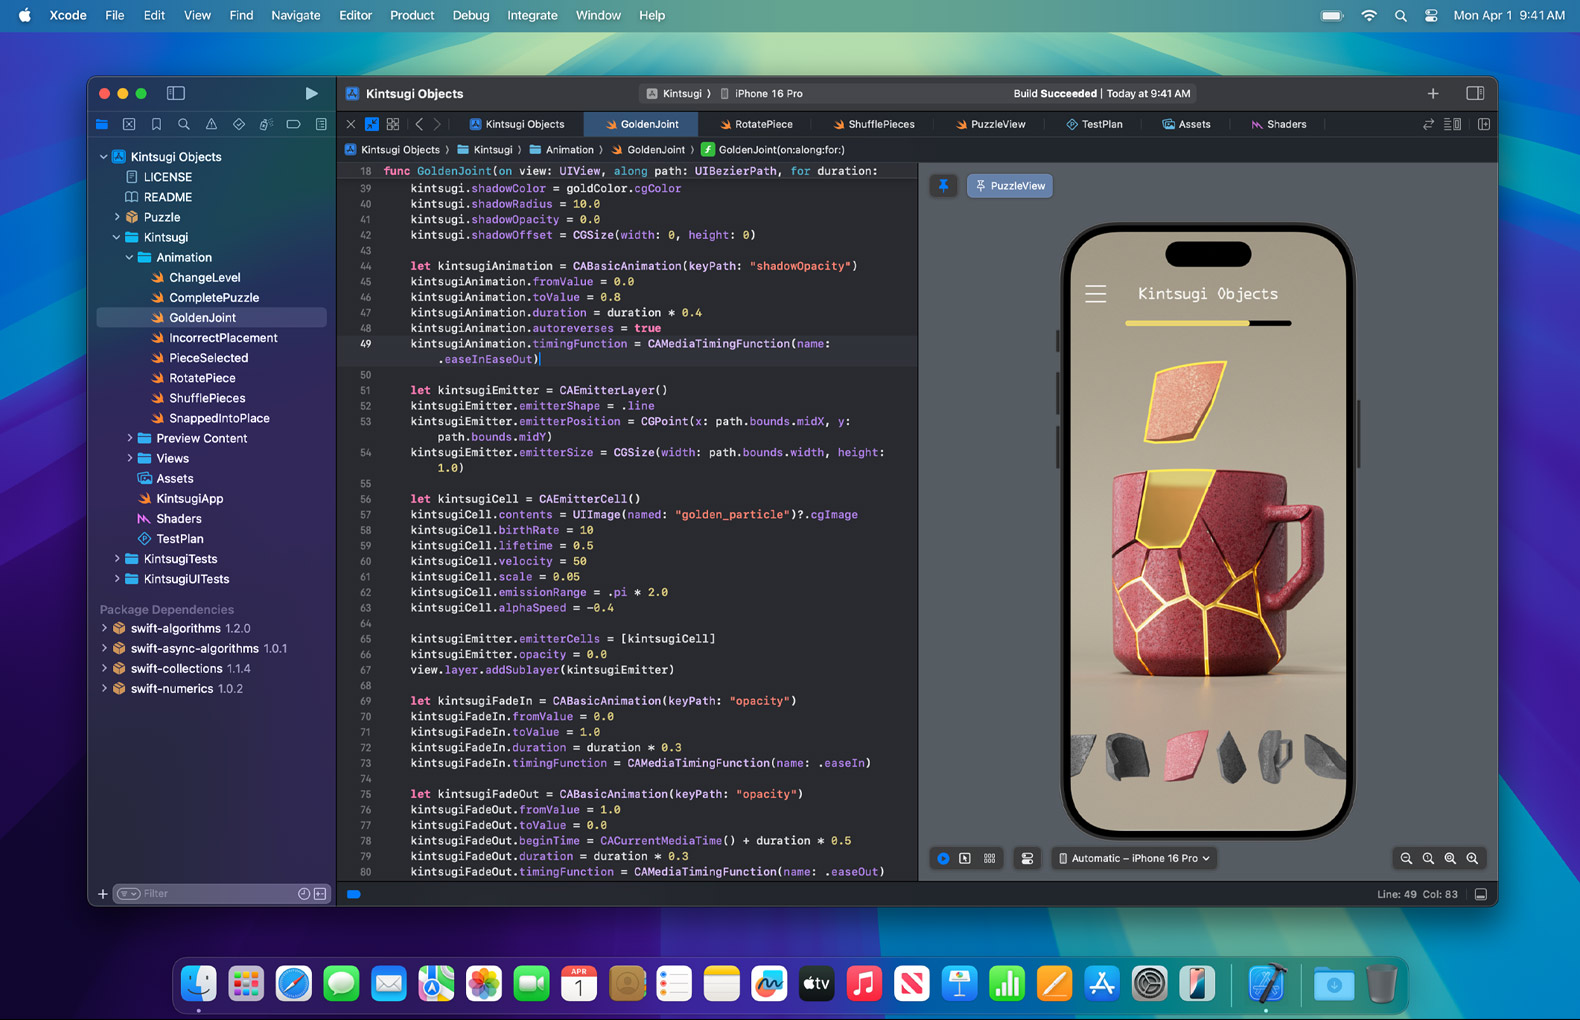 Xcode File Edit View Find Navigate Editor Product Debug Integrate Window Help
Mon Apr 1 9:41 AM
Kintsugi Objects
Kintsugi 〉 iPhone 16 Pro
Build Succeeded | Today at 9:41 AM
Kintsugi Objects
GoldenJoint
RotatePiece
ShufflePieces
PuzzleView
TestPlan
Assets
Shaders
Kintsugi Objects 〉 Kintsugi 〉 Animation 〉 GoldenJoint 〉 GoldenJoint(on:along:for:)
Kintsugi Objects
LICENSE
README
Puzzle
Kintsugi
Animation
ChangeLevel
CompletePuzzle
GoldenJoint
IncorrectPlacement
PieceSelected
RotatePiece
ShufflePieces
SnappedIntoPlace
Preview Content
Views
Assets
KintsugiApp
Shaders
TestPlan
KintsugiTests
KintsugiUITests
Package Dependencies
swift-algorithms 1.2.0
swift-async-algorithms 1.0.1
swift-collections 1.1.4
swift-numerics 1.0.2
Filter
18 func GoldenJoint(on view: UIView, along path: UIBezierPath, for duration:
39 kintsugi.shadowColor = goldColor.cgColor
40 kintsugi.shadowRadius = 10.0
41 kintsugi.shadowOpacity = 0.0
42 kintsugi.shadowOffset = CGSize(width: 0, height: 0)
43
44 let kintsugiAnimation = CABasicAnimation(keyPath: "shadowOpacity")
45 kintsugiAnimation.fromValue = 0.0
46 kintsugiAnimation.toValue = 0.8
47 kintsugiAnimation.duration = duration * 0.4
48 kintsugiAnimation.autoreverses = true
49 kintsugiAnimation.timingFunction = CAMediaTimingFunction(name:
.easeInEaseOut)
50
51 let kintsugiEmitter = CAEmitterLayer()
52 kintsugiEmitter.emitterShape = .line
53 kintsugiEmitter.emitterPosition = CGPoint(x: path.bounds.midX, y:
path.bounds.midY)
54 kintsugiEmitter.emitterSize = CGSize(width: path.bounds.width, height:
1.0)
55
56 let kintsugiCell = CAEmitterCell()
57 kintsugiCell.contents = UIImage(named: "golden_particle")?.cgImage
58 kintsugiCell.birthRate = 10
59 kintsugiCell.lifetime = 0.5
60 kintsugiCell.velocity = 50
61 kintsugiCell.scale = 0.05
62 kintsugiCell.emissionRange = .pi * 2.0
63 kintsugiCell.alphaSpeed = -0.4
64
65 kintsugiEmitter.emitterCells = [kintsugiCell]
66 kintsugiEmitter.opacity = 0.0
67 view.layer.addSublayer(kintsugiEmitter)
68
69 let kintsugiFadeIn = CABasicAnimation(keyPath: "opacity")
70 kintsugiFadeIn.fromValue = 0.0
71 kintsugiFadeIn.toValue = 1.0
72 kintsugiFadeIn.duration = duration * 0.3
73 kintsugiFadeIn.timingFunction = CAMediaTimingFunction(name: .easeIn)
74
75 let kintsugiFadeOut = CABasicAnimation(keyPath: "opacity")
76 kintsugiFadeOut.fromValue = 1.0
77 kintsugiFadeOut.toValue = 0.0
78 kintsugiFadeOut.beginTime = CACurrentMediaTime() + duration * 0.5
79 kintsugiFadeOut.duration = duration * 0.3
80 kintsugiFadeOut.timingFunction = CAMediaTimingFunction(name: .easeOut)
PuzzleView
Kintsugi Objects
Automatic – iPhone 16 Pro
Line: 49 Col: 83
APR
1
tv